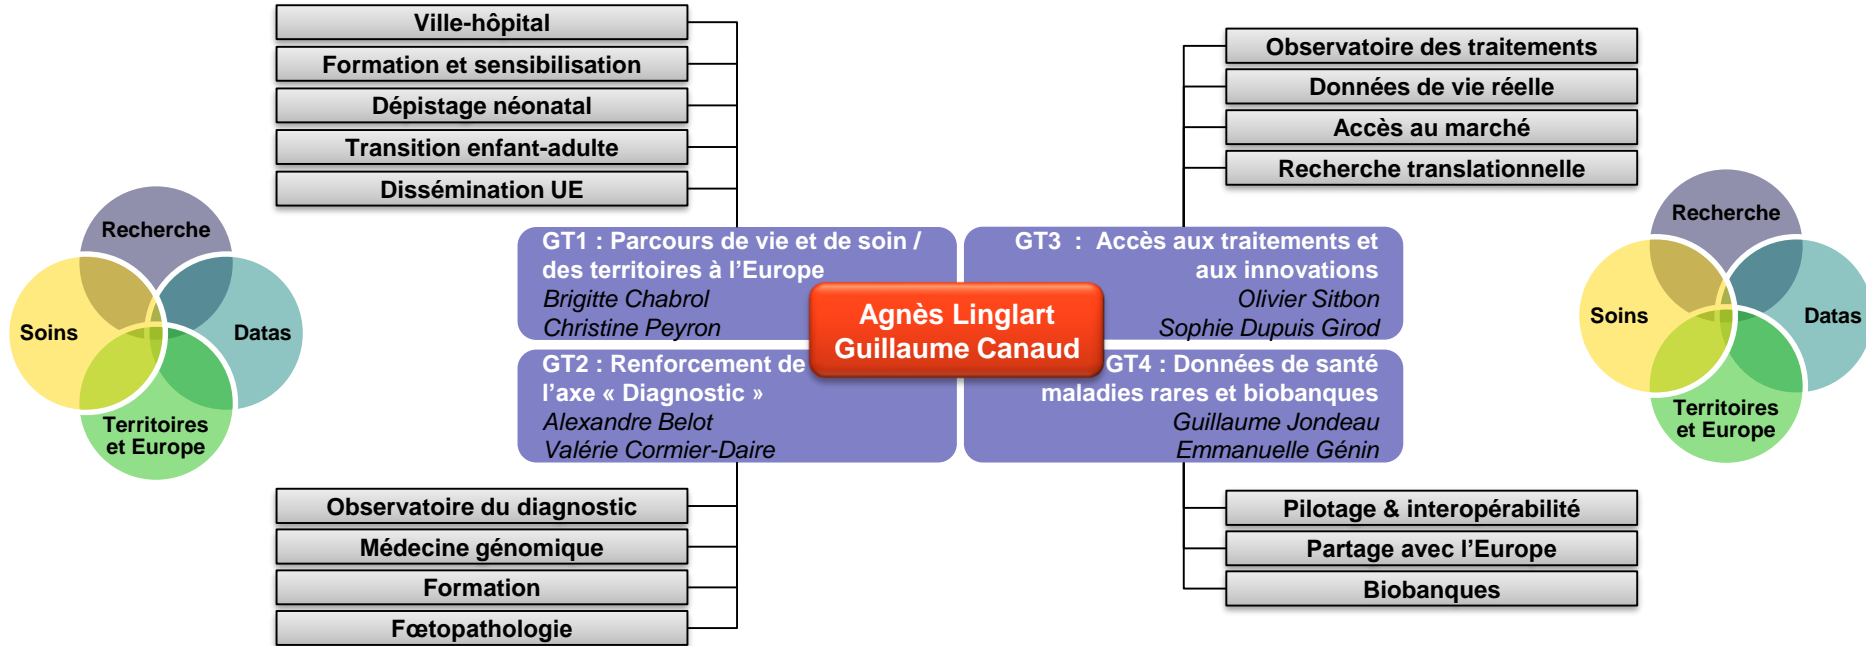 Ville-hôpital
Formation et sensibilisation
Dépistage néonatal
Transition enfant-adulte
Dissémination UE
Observatoire des traitements
Données de vie réelle
Accès au marché
Recherche translationnelle
Recherche
Soins
Datas
Territoires
et Europe
GT1 : Parcours de vie et de soin /
des territoires à l’Europe
Brigitte Chabrol
Christine Peyron
GT3 : Accès aux traitements et
aux innovations
Olivier Sitbon
Sophie Dupuis Girod
Agnès Linglart
Guillaume Canaud
GT2 : Renforcement de
l’axe « Diagnostic »
Alexandre Belot
Valérie Cormier-Daire
GT4 : Données de santé
maladies rares et biobanques
Guillaume Jondeau
Emmanuelle Génin
Recherche
Soins
Datas
Territoires
et Europe
Observatoire du diagnostic
Médecine génomique
Formation
Fœtopathologie
Pilotage & interopérabilité
Partage avec l’Europe
Biobanques